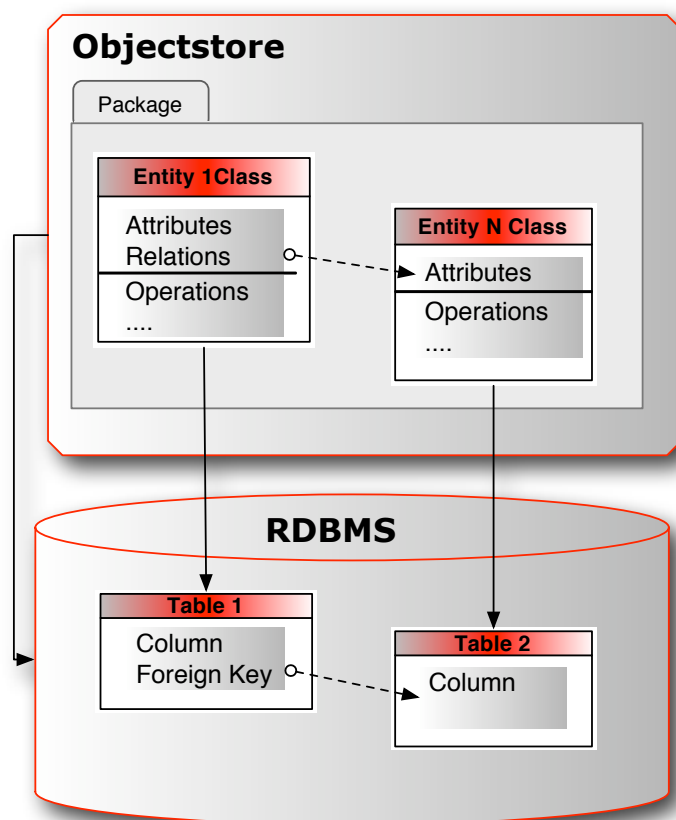 Objectstore
Package
Entity 1Class
Attributes
Relations
Operations
....
Entity N Class
Attributes
Operations
....
RDBMS
Table 1
Column
Foreign Key
Table 2
Column